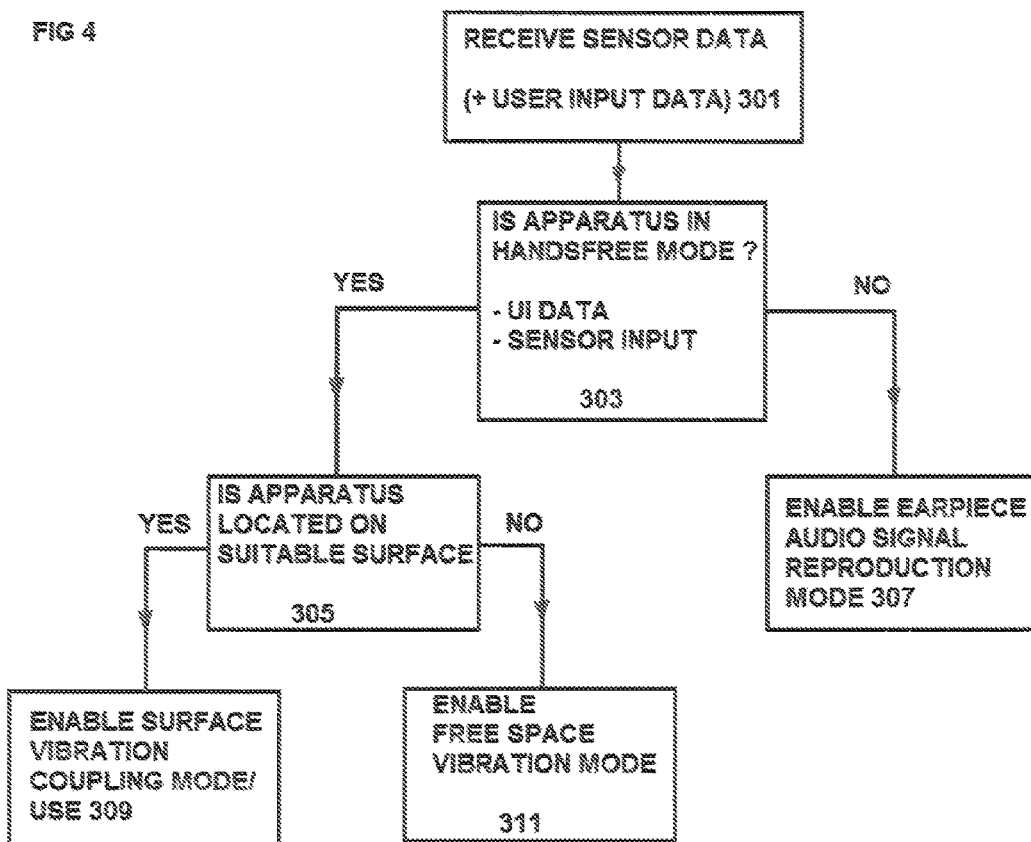 FIG 4
RECEIVE SENSOR DATA
(+ USER INPUT DATA) 301
IS APPARATUS IN
HANDSFREE MODE ?
- UI DATA
- SENSOR INPUT
303
YES
NO
IS APPARATUS
LOCATED ON
SUITABLE SURFACE
305
YES
NO
ENABLE EARPIECE
AUDIO SIGNAL
REPRODUCTION
MODE 307
ENABLE SURFACE
VIBRATION
COUPLING MODE/
USE 309
ENABLE
FREE SPACE
VIBRATION MODE
311